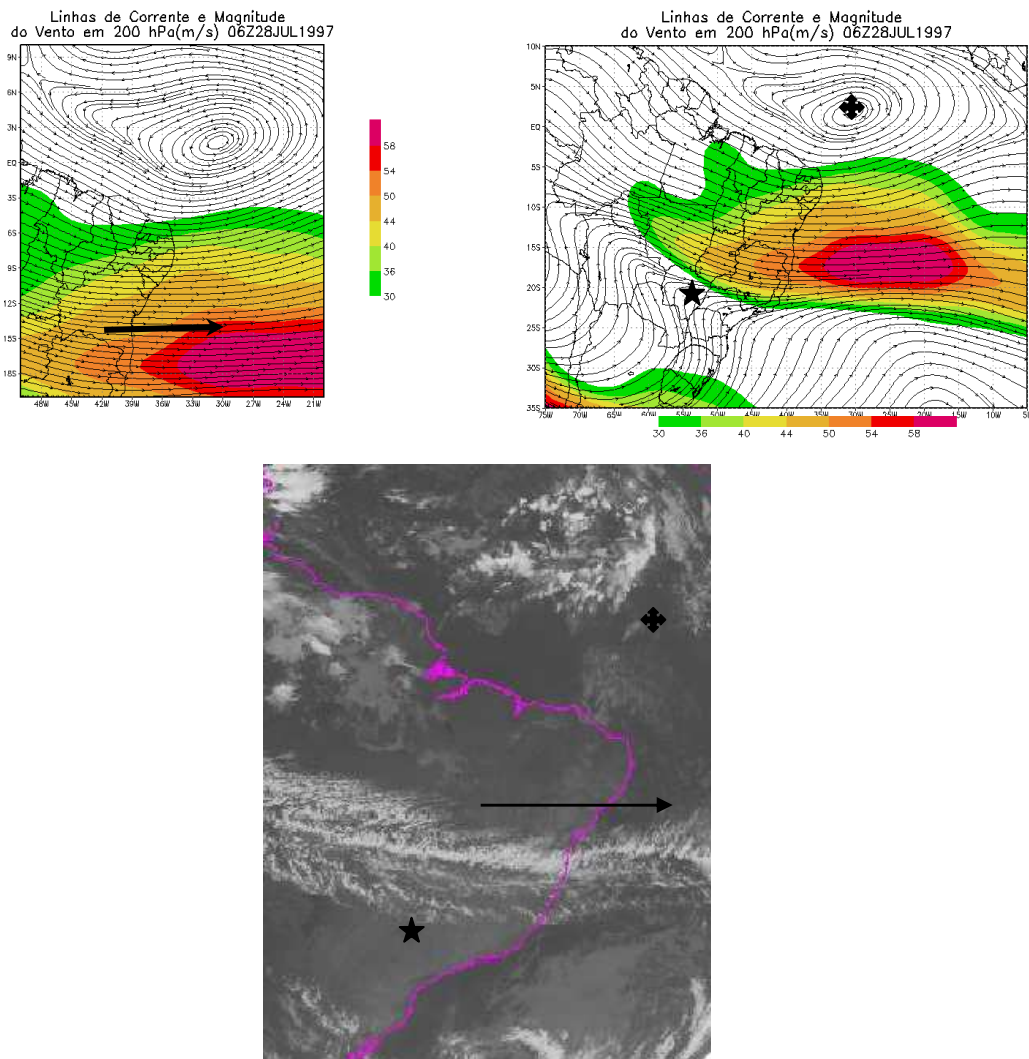 Linhas de Corrente e Magnitude
do Vento em 200 hPa(m/s) 06Z28JUL1997
9N
6N
3N
EQ
3S
6S
9S
12S
15S
18S
48W 45W 42W 39W 36W 33W 30W 27W 24W 21W
58
54
50
44
40
36
30
Linhas de Corrente e Magnitude
do Vento em 200 hPa(m/s) 06Z28JUL1997
10N
5N
EQ
5S
10S
15S
20S
25S
30S
35S
75W 70W 65W 60W 55W 50W 45W 40W 35W 30W 25W 20W 15W 10W 5W
30 36 40 44 50 54 58